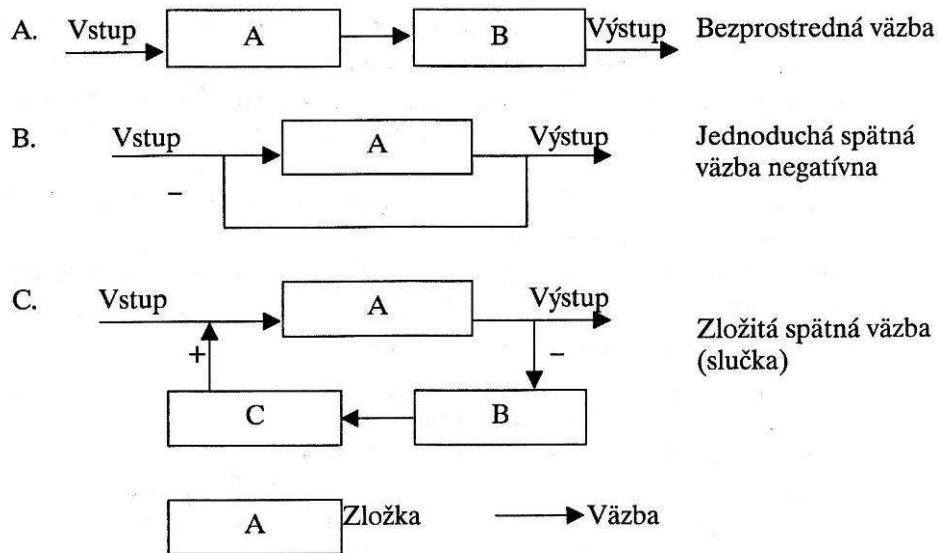 A. Vstup A B Výstup Bezprostredná väzba
B. Vstup A Výstup Jednoduchá spätná
– väzba negatívna
C. Vstup A Výstup
+ – Zložitá spätná väzba
(slučka)
C B
A Zložka Väzba